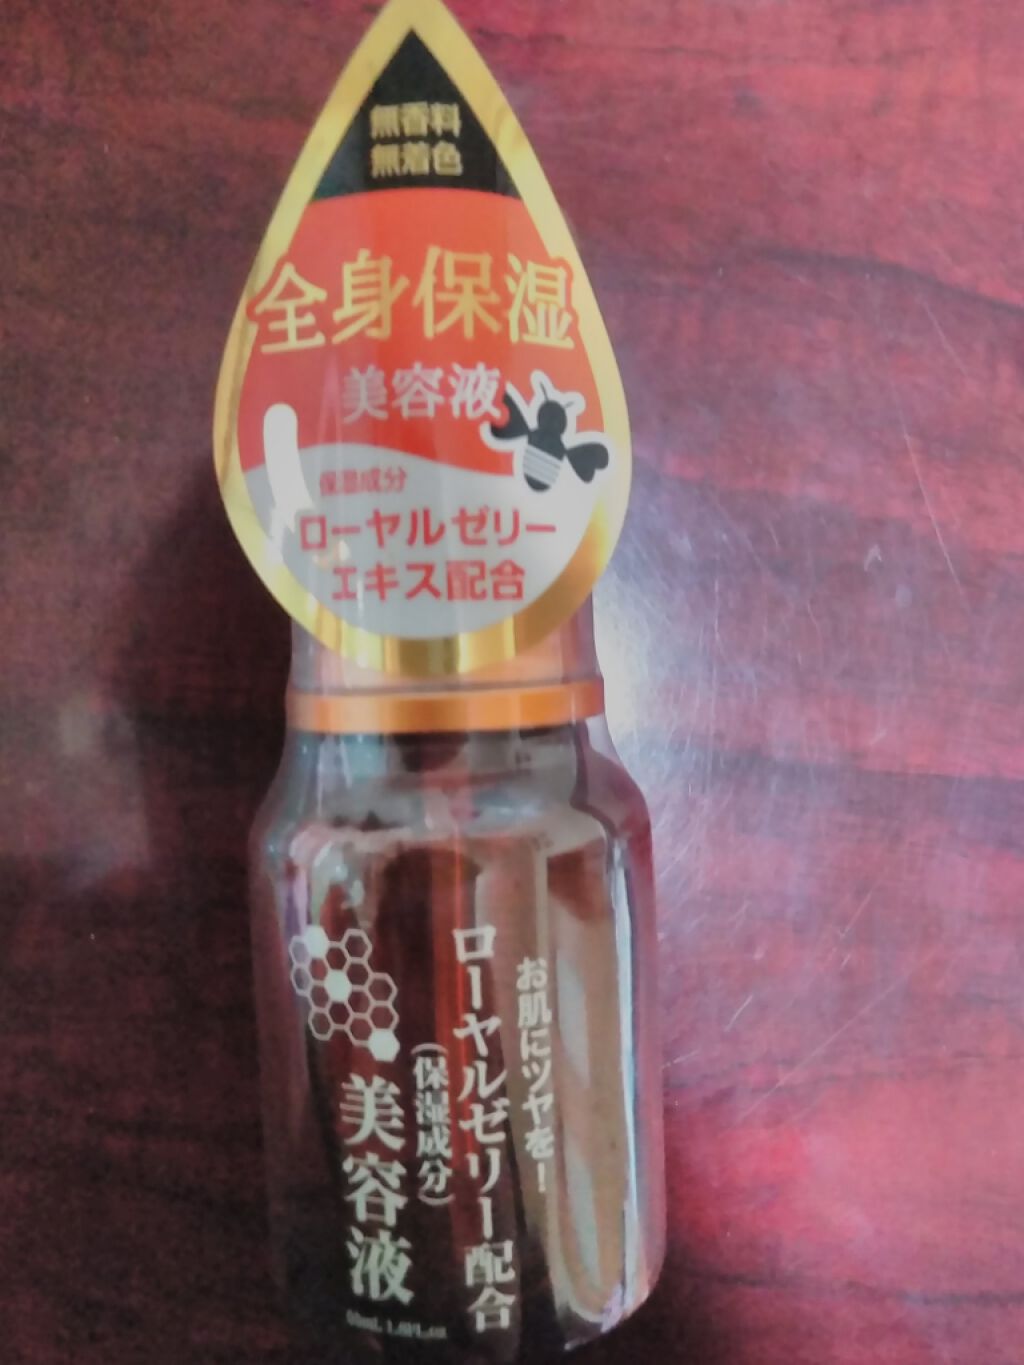 無香料
無着色
全身保湿
美容液
保湿成分
ローヤルゼリー
エキス配合
お肌にツヤを!
ローヤルゼリー配合
(保湿成分)
美容液